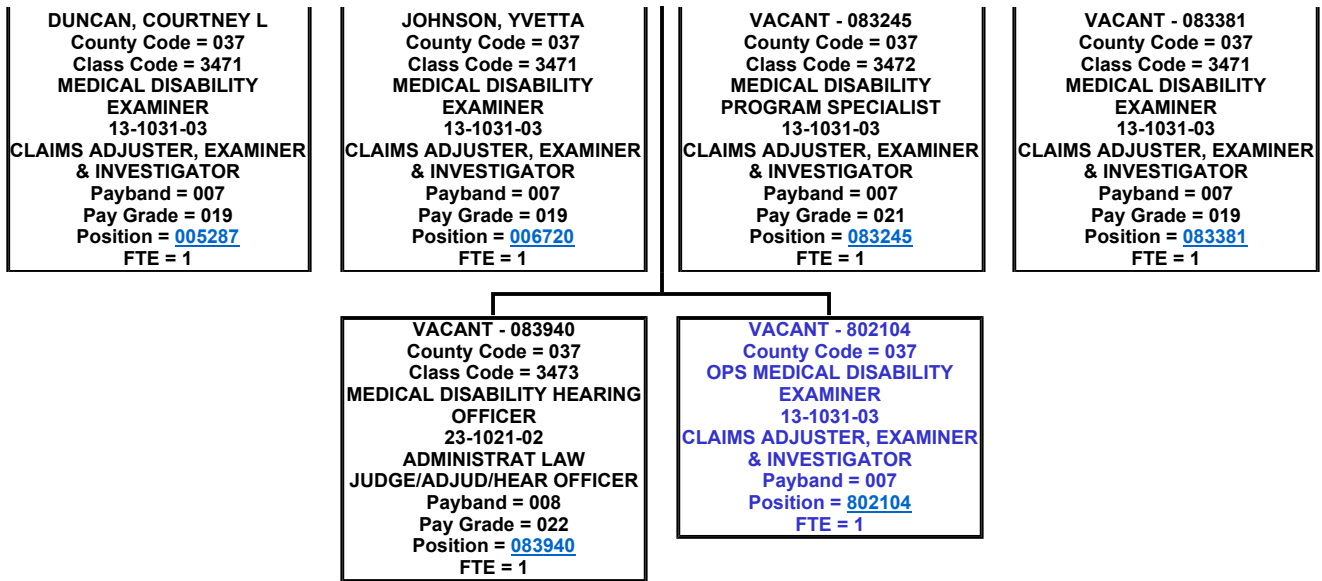 DUNCAN, COURTNEY L
County Code = 037
Class Code = 3471
MEDICAL DISABILITY
EXAMINER
13-1031-03
CLAIMS ADJUSTER, EXAMINER
& INVESTIGATOR
Payband = 007
Pay Grade = 019
Position = 005287
FTE = 1
JOHNSON, YVETTA
County Code = 037
Class Code = 3471
MEDICAL DISABILITY
EXAMINER
13-1031-03
CLAIMS ADJUSTER, EXAMINER
& INVESTIGATOR
Payband = 007
Pay Grade = 019
Position = 006720
FTE = 1
VACANT - 083245
County Code = 037
Class Code = 3472
MEDICAL DISABILITY
PROGRAM SPECIALIST
13-1031-03
CLAIMS ADJUSTER, EXAMINER
& INVESTIGATOR
Payband = 007
Pay Grade = 021
Position = 083245
FTE = 1
VACANT - 083381
County Code = 037
Class Code = 3471
MEDICAL DISABILITY
EXAMINER
13-1031-03
CLAIMS ADJUSTER, EXAMINER
& INVESTIGATOR
Payband = 007
Pay Grade = 019
Position = 083381
FTE = 1
VACANT - 083940
County Code = 037
Class Code = 3473
MEDICAL DISABILITY HEARING
OFFICER
23-1021-02
ADMINISTRAT LAW
JUDGE/ADJUD/HEAR OFFICER
Payband = 008
Pay Grade = 022
Position = 083940
FTE = 1
VACANT - 802104
County Code = 037
OPS MEDICAL DISABILITY
EXAMINER
13-1031-03
CLAIMS ADJUSTER, EXAMINER
& INVESTIGATOR
Payband = 007
Position = 802104
FTE = 1